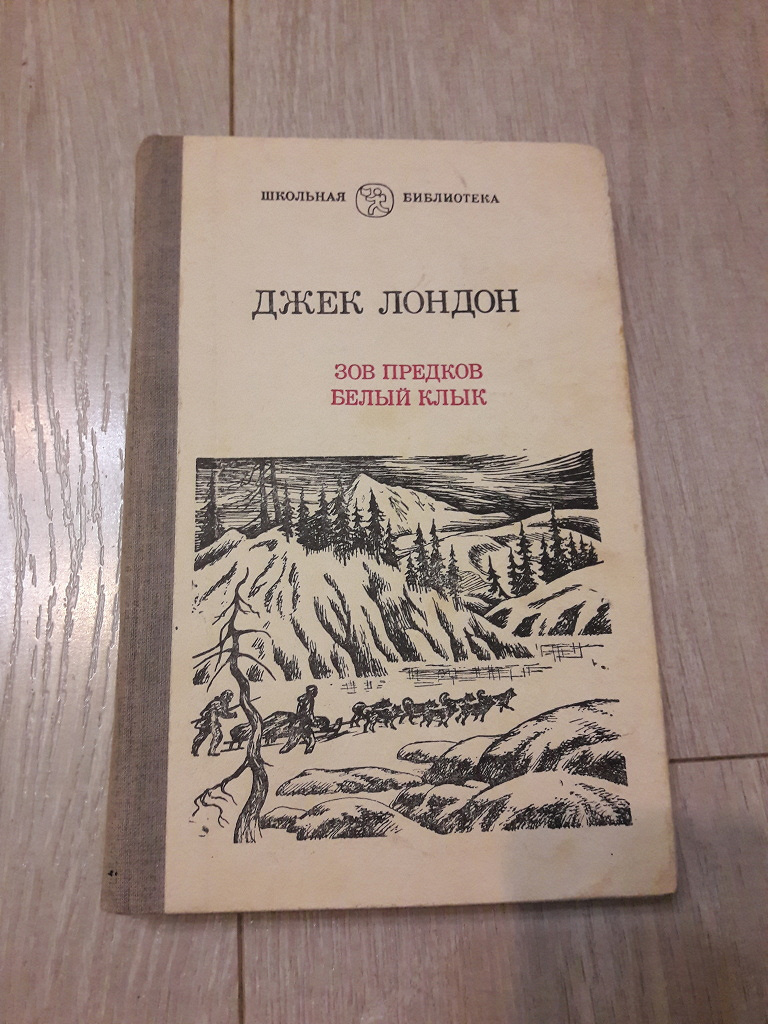 ШКОЛЬНАЯ БИБЛИОТЕКА
ДЖЕК ЛОНДОН
ЗОВ ПРЕДКОВ
БЕЛЫЙ КЛЫК